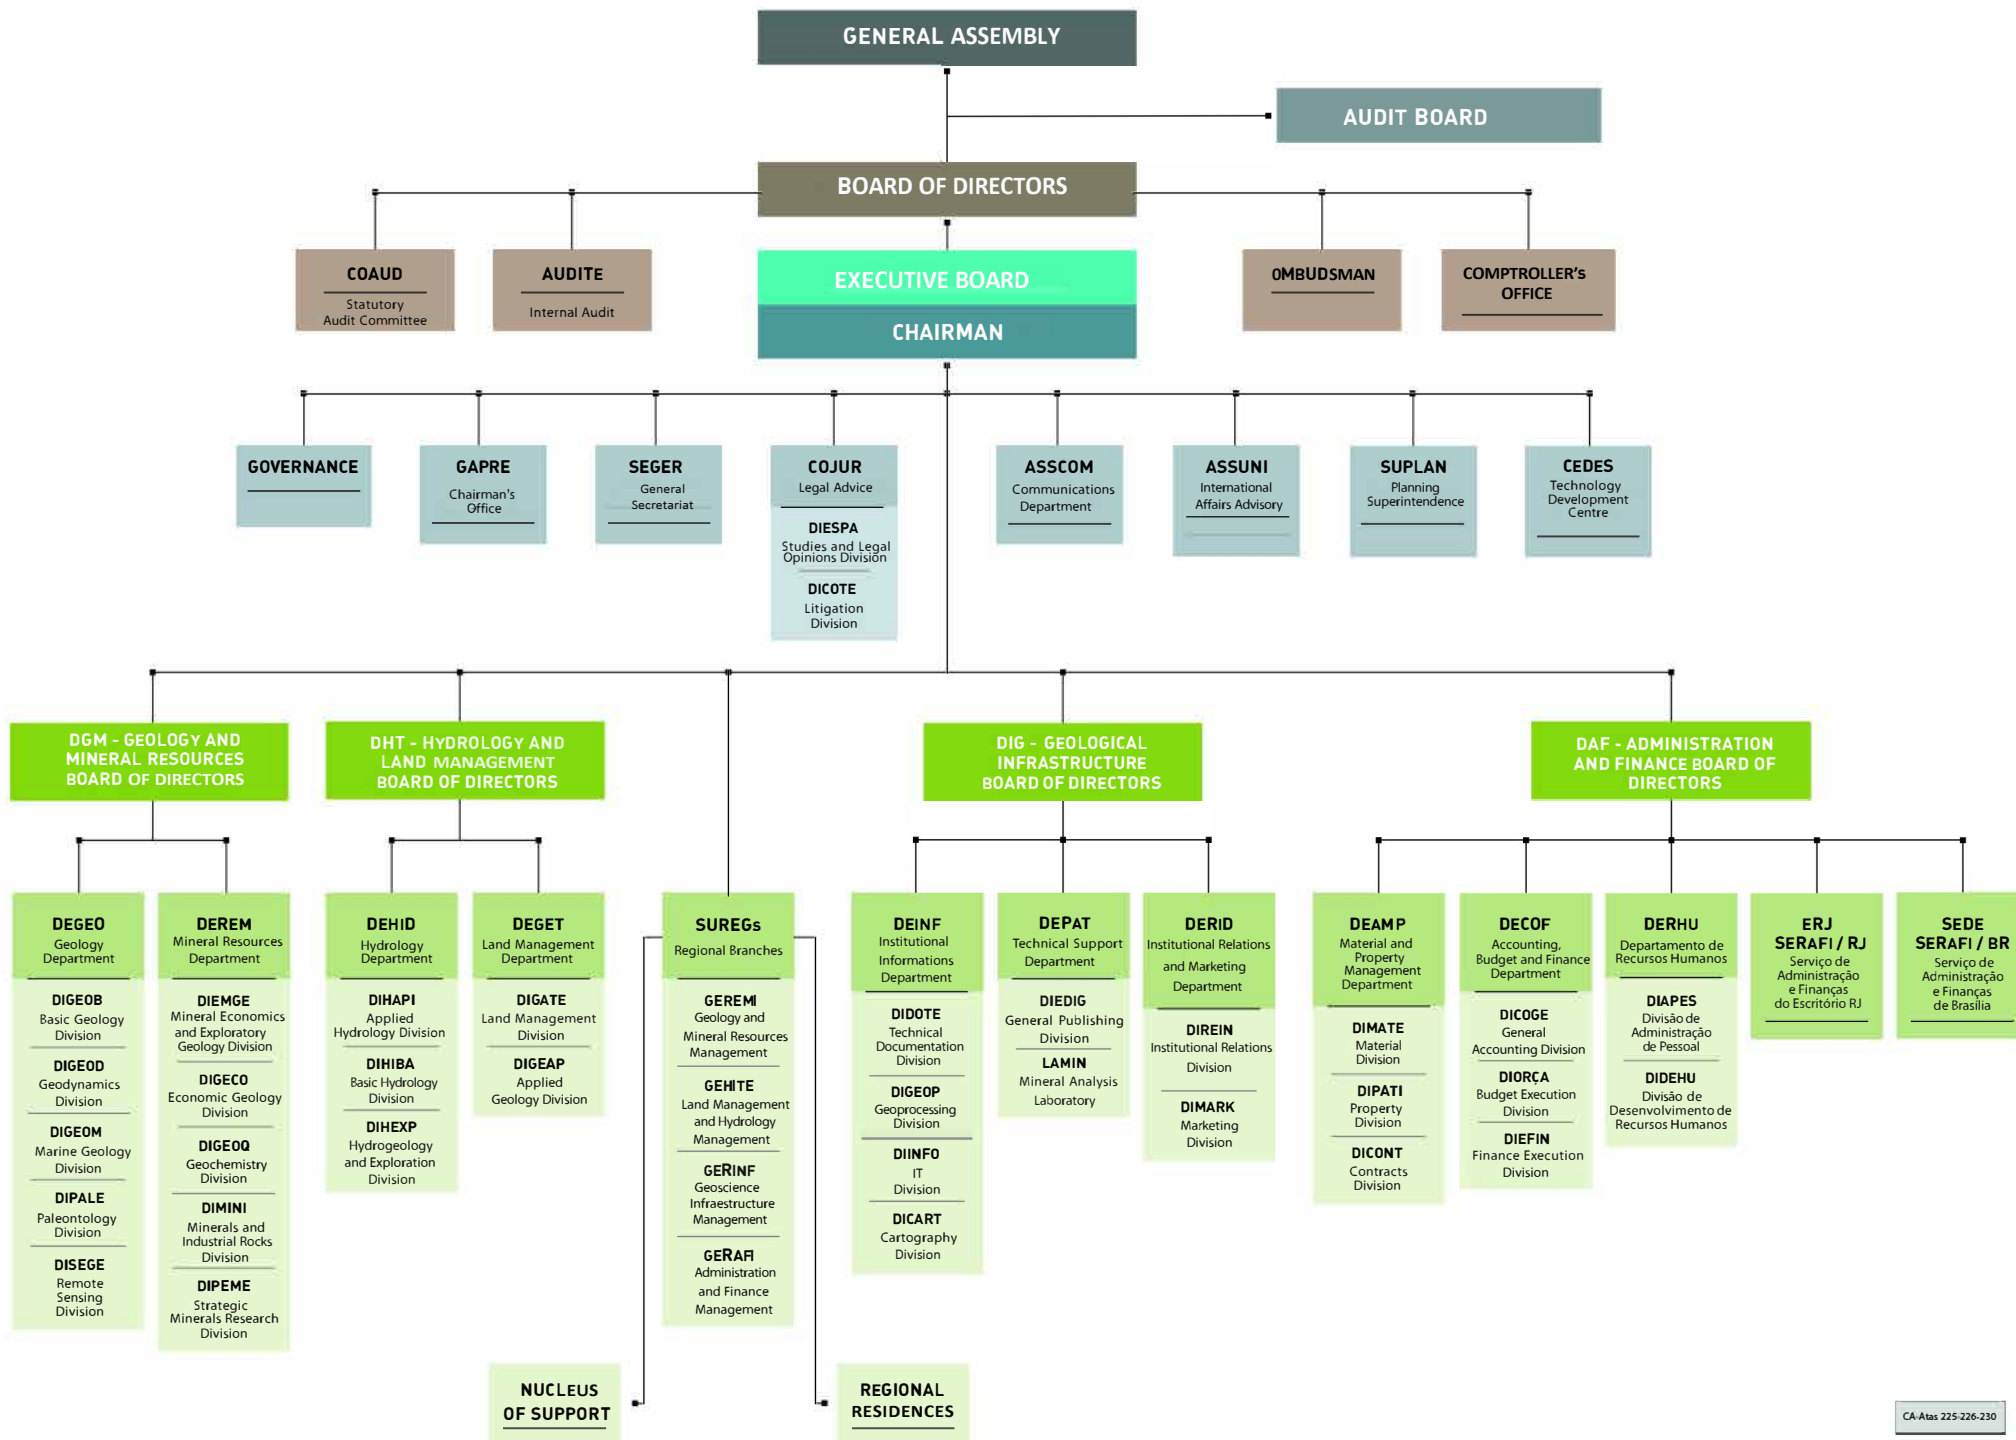 GENERAL ASSEMBLY
AUDIT BOARD
BOARD OF DIRECTORS
COAUD
Statutory
Audit Committee
AUDITE
Internal Audit
EXECUTIVE BOARD
CHAIRMAN
OMBUDSMAN
COMPTROLLER's
OFFICE
GOVERNANCE
GAPRE
Chairman's
Office
SEGER
General
Secretariat
COJUR
Legal Advice
DIESPA
Studies and Legal
Opinions Division
DICOTE
Litigation
Division
ASSCOM
Communications
Department
ASSUNI
International
Affairs Advisory
SUPLAN
Planning
Superintendence
CEDES
Technology
Development
Centre
DGM - GEOLOGY AND
MINERAL RESOURCES
BOARD OF DIRECTORS
DHT - HYDROLOGY AND
LAND MANAGEMENT
BOARD OF DIRECTORS
DIG - GEOLOGICAL
INFRASTRUCTURE
BOARD OF DIRECTORS
DAF - ADMINISTRATION
AND FINANCE BOARD OF
DIRECTORS
DEGEO
Geology
Department
DIGEOB
Basic Geology
Division
DIGEOD
Geodynamics
Division
DIGEOM
Marine Geology
Division
DIPALE
Paleontology
Division
DISEGE
Remote
Sensing
Division
DEREM
Mineral Resources
Department
DIEMGE
Mineral Economics
and Exploratory
Geology Division
DIGECO
Economic Geology
Division
DIGEOQ
Geochemistry
Division
DIMINI
Minerals and
Industrial Rocks
Division
DIPEME
Strategic
Minerals Research
Division
DEHID
Hydrology
Department
DIHAPI
Applied
Hydrology Division
DIHIBA
Basic Hydrology
Division
DIHEXP
Hydrogeology
and Exploration
Division
DEGET
Land Management
Department
DIGATE
Land Management
Division
DIGEAP
Applied
Geology Division
SUREGs
Regional Branches
GEREMI
Geology and
Mineral Resources
Management
GEHITE
Land Management
and Hydrology
Management
GERINF
Geoscience
Infraestructure
Management
GERAFI
Administration
and Finance
Management
DEINF
Institutional
Informations
Department
DIDOTE
Technical
Documentation
Division
DIGEOP
Geoprocessing
Division
DIINFO
IT
Division
DICART
Cartography
Division
DEPAT
Technical Support
Department
DIEDIG
General Publishing
Division
LAMIN
Mineral Analysis
Laboratory
DERID
Institutional Relations
and Marketing
Department
DIREIN
Institutional Relations
Division
DIMARK
Marketing
Division
DEAMP
Material and
Property
Management
Department
DIMATE
Material
Division
DIPATI
Property
Division
DICONT
Contracts
Division
DECOF
Accounting,
Budget and Finance
Department
DICOGE
General
Accounting Division
DIORÇA
Budget Execution
Division
DIEFIN
Finance Execution
Division
DERHU
Departamento de
Recursos Humanos
DIAPES
Divisão de
Administração
de Pessoal
DIDEHU
Divisão de
Desenvolvimento de
Recursos Humanos
ERJ
SERAFI / RJ
Serviço de
Administração
e Finanças
do Escritório RJ
SEDE
SERAFI / BR
Serviço de
Administração
e Finanças
de Brasília
NUCLEUS
OF SUPPORT
REGIONAL
RESIDENCES
CA-Atas 225-226-230